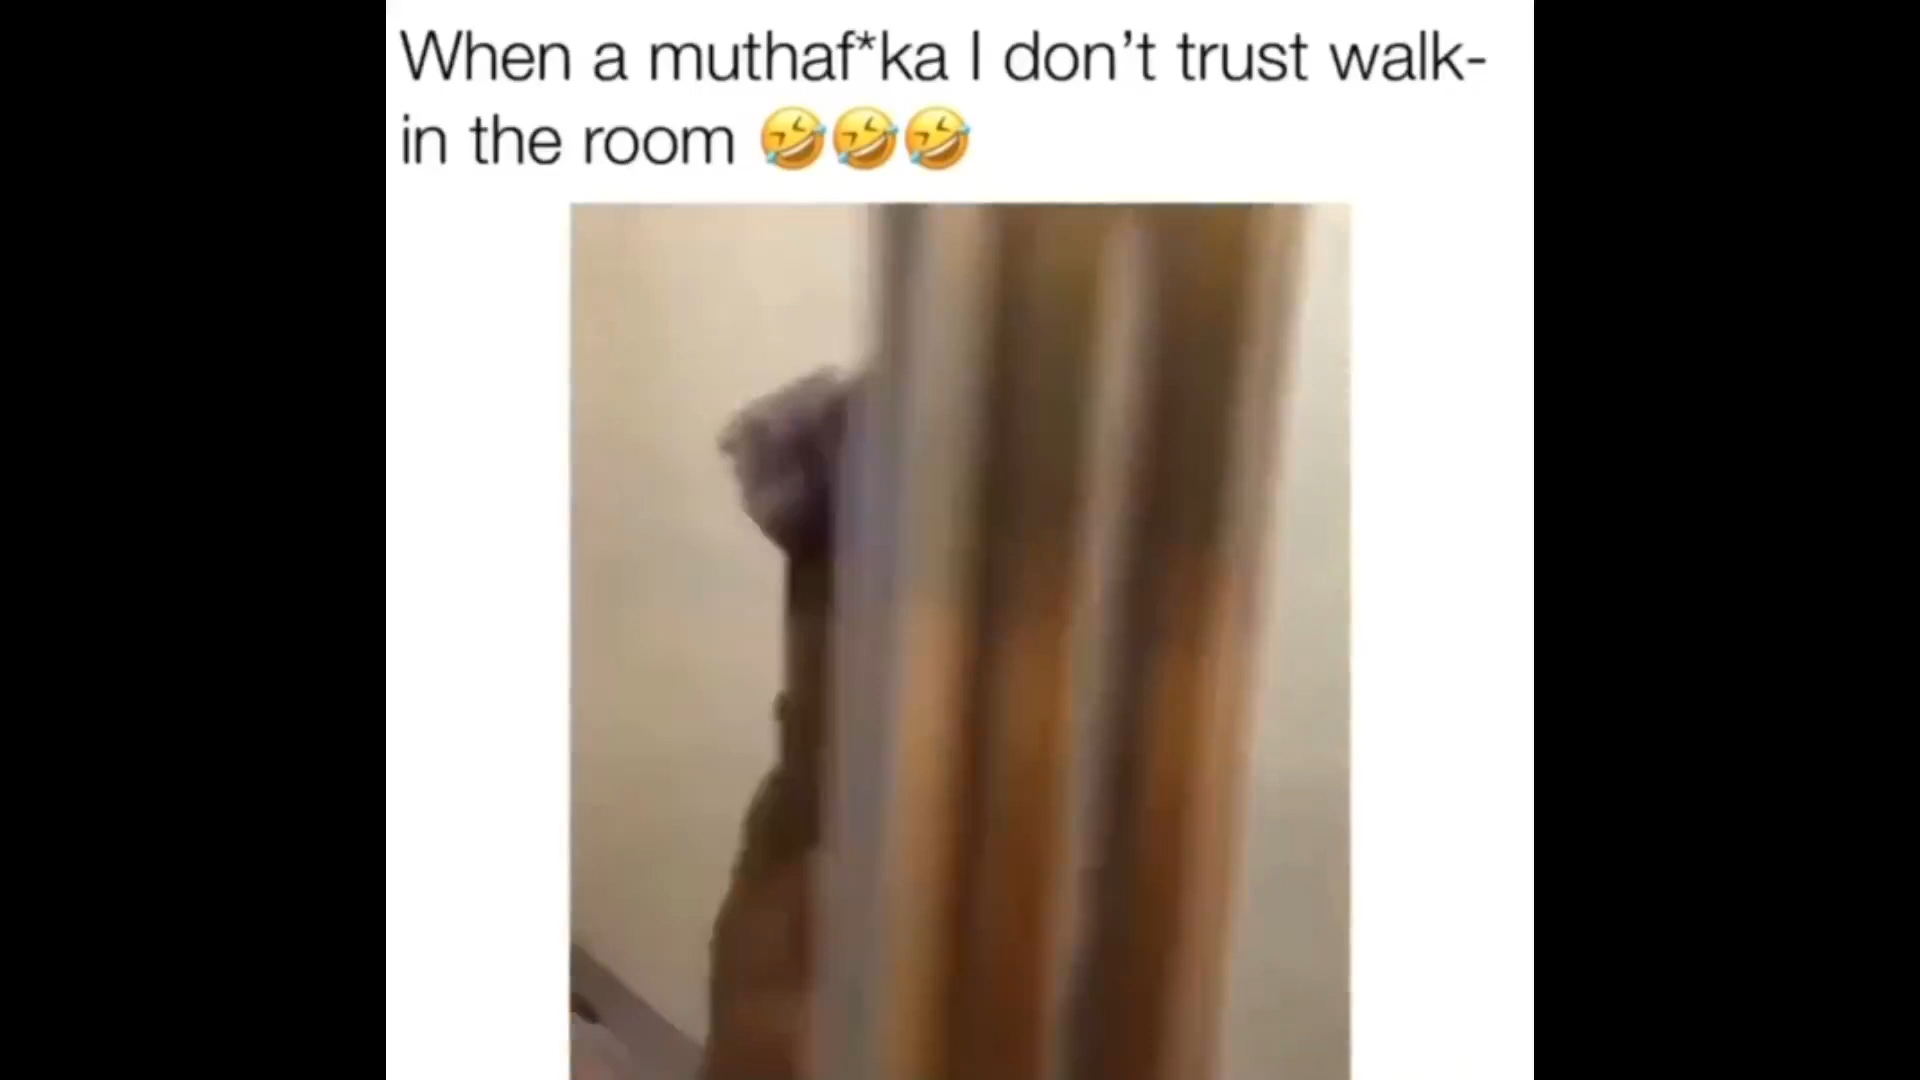 When a muthaf*ka I don’t trust walk-
in the room 🤣🤣🤣